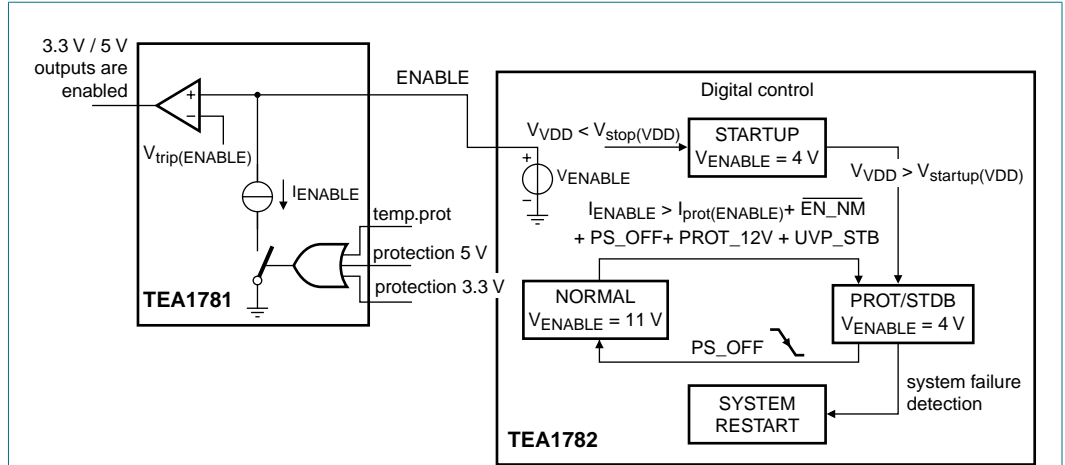 3.3 V / 5 V
outputs are
enabled
ENABLE
+
−
Vtrip(ENABLE)
IENABLE
temp.prot
protection 5 V
protection 3.3 V
TEA1781
Digital control
VVDD < Vstop(VDD)
STARTUP
VENABLE = 4 V
+
VENABLE
−
VVDD > Vstartup(VDD)
IENABLE > Iprot(ENABLE)+ E̅N̅_̅N̅M̅
+ PS_OFF+ PROT_12V + UVP_STB
NORMAL
VENABLE = 11 V
PROT/STDB
VENABLE = 4 V
PS_OFF
system failure
detection
SYSTEM
RESTART
TEA1782